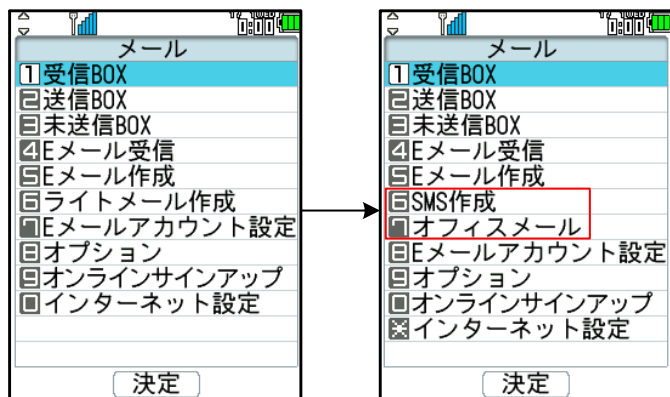 メール
1受信BOX
2送信BOX
3未送信BOX
4Eメール受信
5Eメール作成
6ライトメール作成
7Eメールアカウント設定
8オプション
9オンラインサインアップ
0インターネット設定
決定
メール
1受信BOX
2送信BOX
3未送信BOX
4Eメール受信
5Eメール作成
6SMS作成
7オフィスメール
8Eメールアカウント設定
9オプション
0オンラインサインアップ
*インターネット設定
決定